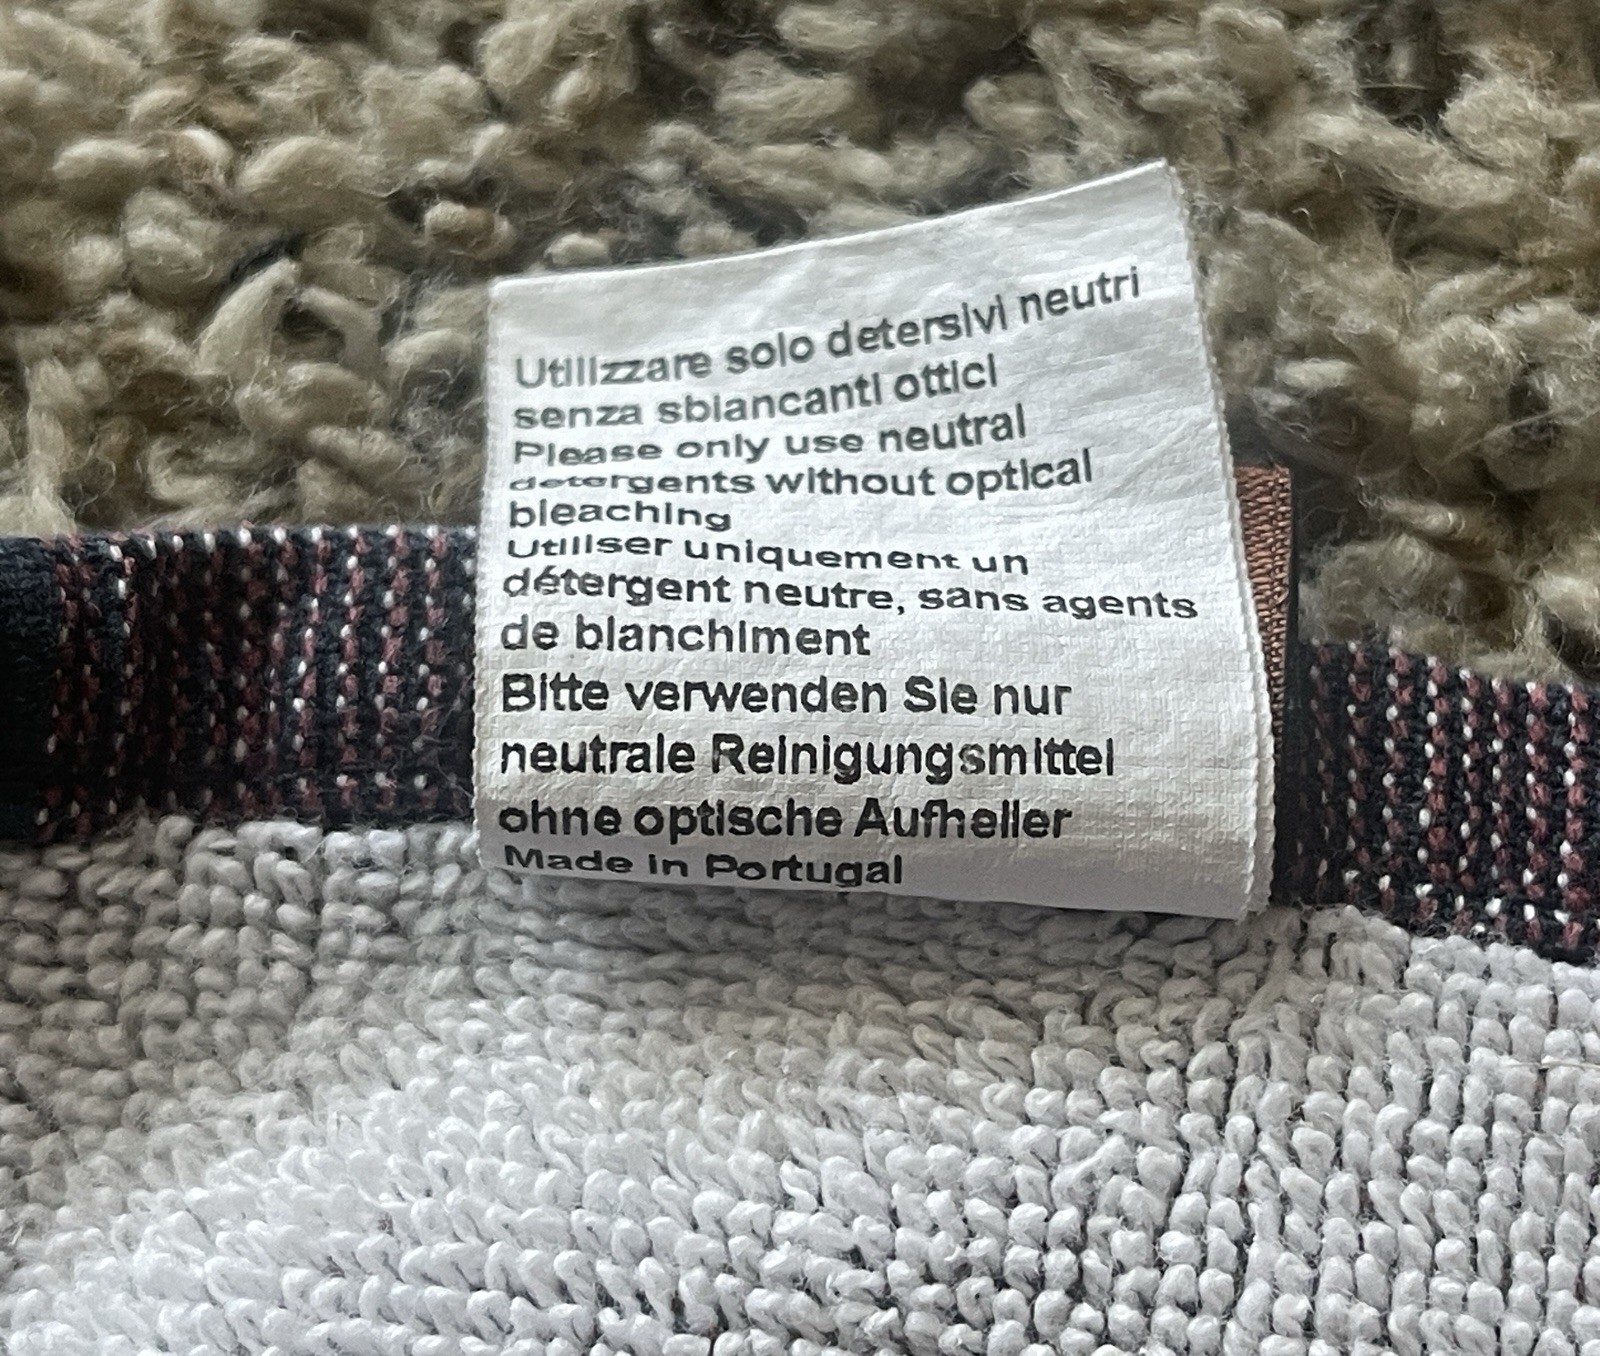 Utilizzare solo detersivi neutri
senza sbiancanti ottici
Please only use neutral
detergents without optical
bleaching
Utiliser uniquement un
détergent neutre, sans agents
de blanchiment
Bitte verwenden Sie nur
neutrale Reinigungsmittel
ohne optische Aufheller
Made in Portugal